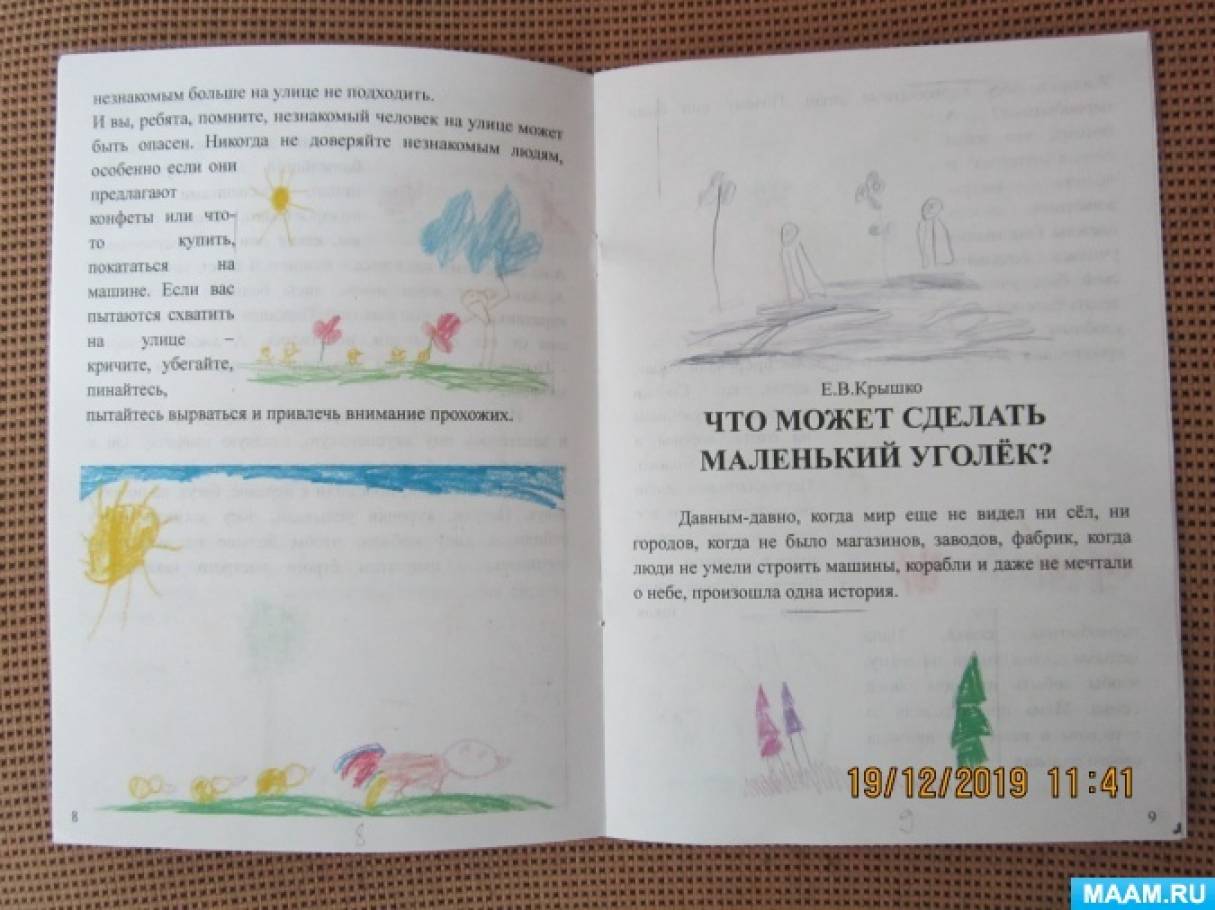 незнакомым больше на улице не подходить.
И вы, ребята, помните, незнакомый человек на улице может
быть опасен. Никогда не доверяйте незнакомым людям,
особенно если они
предлагают
конфеты или что-
то купить,
покататься на
машине. Если вас
пытаются схватить
на улице –
кричите, убегайте,
пинайтесь,
пытайтесь вырваться и привлечь внимание прохожих.
8
8
Е.В.Крышко
ЧТО МОЖЕТ СДЕЛАТЬ
МАЛЕНЬКИЙ УГОЛЁК?
Давным-давно, когда мир еще не видел ни сёл, ни
городов, когда не было магазинов, заводов, фабрик, когда
люди не умели строить машины, корабли и даже не мечтали
о небе, произошла одна история.
19/12/2019 11:41
9
9
MAAM.RU